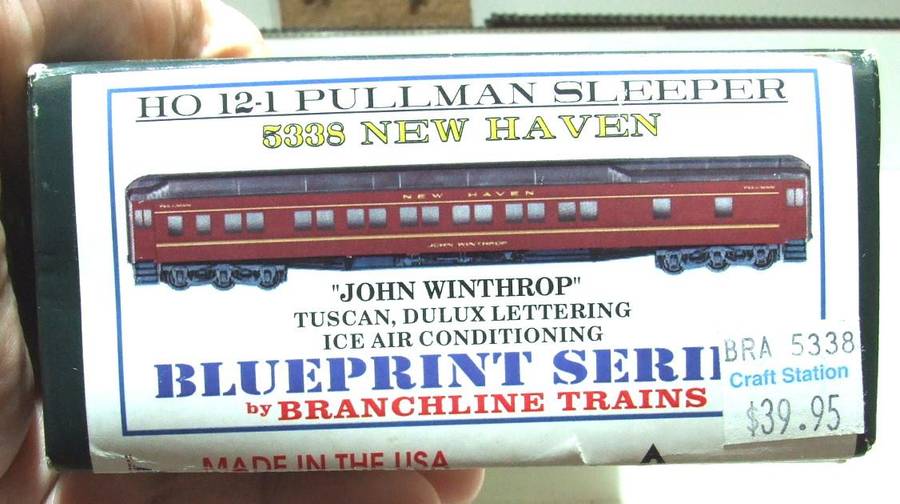 HO 12-1 PULLMAN SLEEPER
5338 NEW HAVEN
PULLMAN NEW HAVEN PULLMAN
JOHN WINTHROP
"JOHN WINTHROP"
TUSCAN, DULUX LETTERING
ICE AIR CONDITIONING
BLUEPRINT SERI
by BRANCHLINE TRAINS
BRA 5338
Craft Station
$39.95
MADE IN THE USA